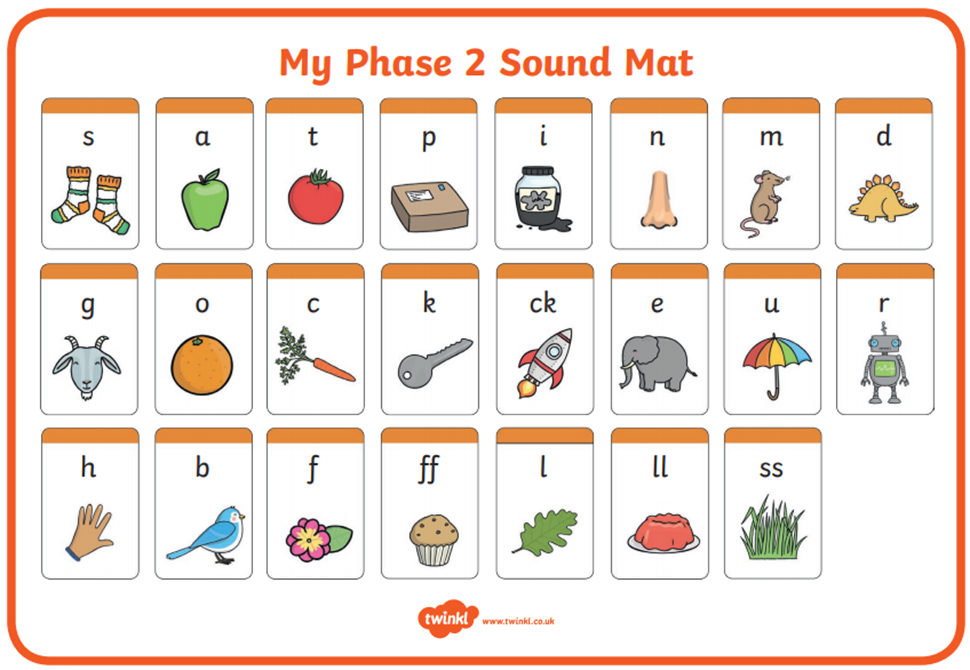 My Phase 2 Sound Mat
s a t p i n m d
g o c k ck e u r
h b f ff l ll ss
twinkl www.twinkl.co.uk